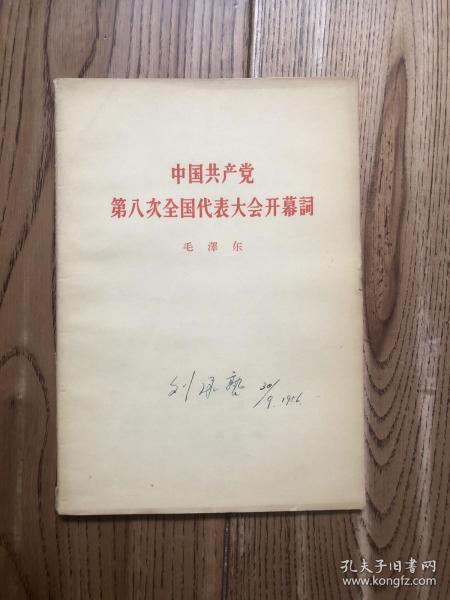 中国共产党
第八次全国代表大会开幕詞
毛澤东
刘 30/9.1956.
孔夫子旧书网
www.kongfz.com